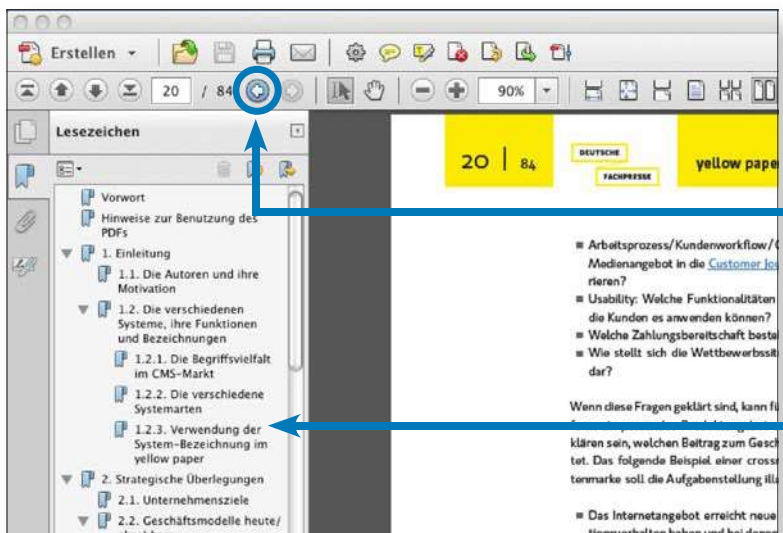 Erstellen
20 / 84
90%
Lesezeichen
Vorwort
Hinweise zur Benutzung des
PDFs
1. Einleitung
1.1. Die Autoren und ihre
Motivation
1.2. Die verschiedenen
Systeme, ihre Funktionen
und Bezeichnungen
1.2.1. Die Begriffsvielfalt
im CMS-Markt
1.2.2. Die verschiedene
Systemarten
1.2.3. Verwendung der
System-Bezeichnung im
yellow paper
2. Strategische Überlegungen
2.1. Unternehmensziele
2.2. Geschäftsmodelle heute/
20 | 84
DEUTSCHE
FACHPRESSE
yellow pape
Arbeitsprozess/Kundenworkflow/
Medienangebot in die Customer Jou
rieren?
Usability: Welche Funktionalitäten
die Kunden es anwenden können?
Welche Zahlungsbereitschaft beste
Wie stellt sich die Wettbewerbssit
dar?
Wenn diese Fragen geklärt sind, kann fü
klären sein, welchen Beitrag zum Gesch
tet. Das folgende Beispiel einer crossr
tenmarke soll die Aufgabenstellung illu
Das Internetangebot erreicht neue